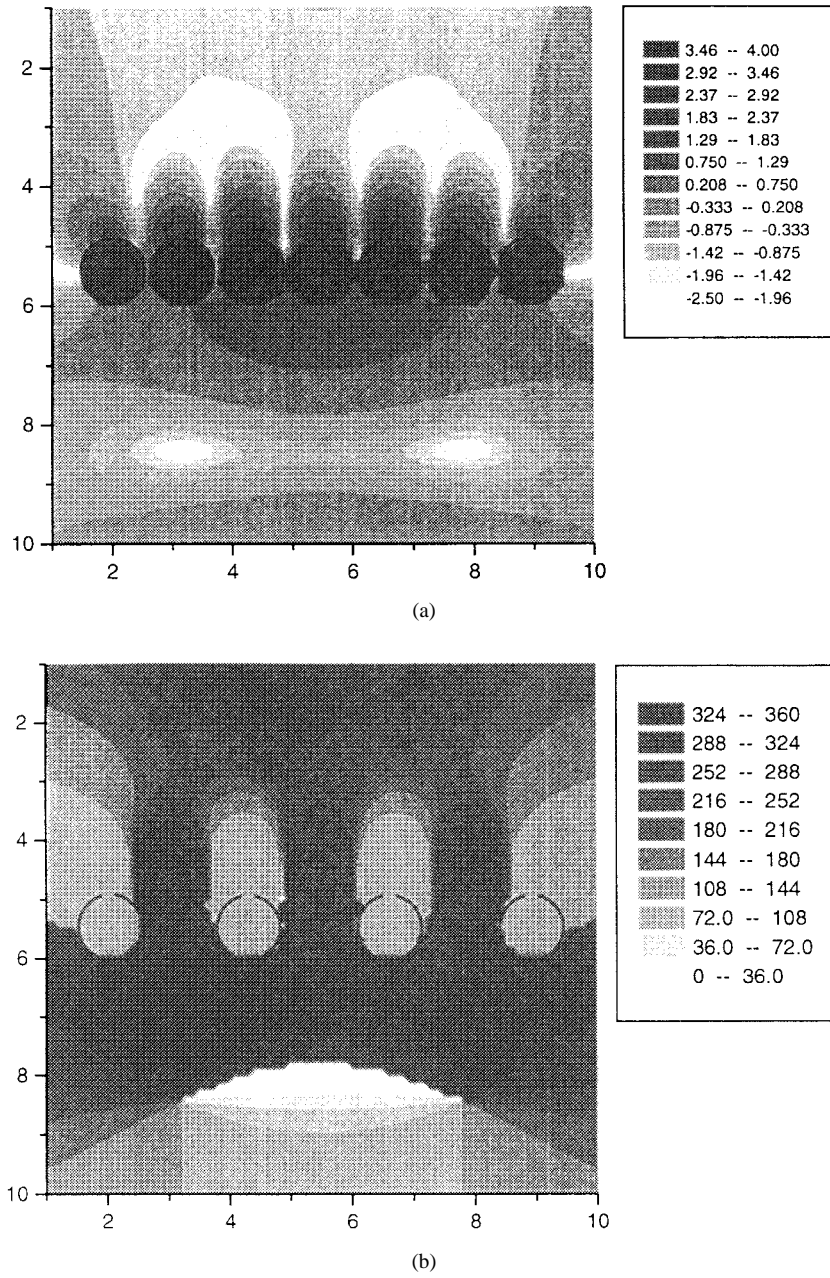 2
4
6
8
10
2 4 6 8 10
3.46 -- 4.00
2.92 -- 3.46
2.37 -- 2.92
1.83 -- 2.37
1.29 -- 1.83
0.750 -- 1.29
0.208 -- 0.750
-0.333 -- 0.208
-0.875 -- -0.333
-1.42 -- -0.875
-1.96 -- -1.42
-2.50 -- -1.96
(a)
2
4
6
8
10
2 4 6 8 10
324 -- 360
288 -- 324
252 -- 288
216 -- 252
180 -- 216
144 -- 180
108 -- 144
72.0 -- 108
36.0 -- 72.0
0 -- 36.0
(b)